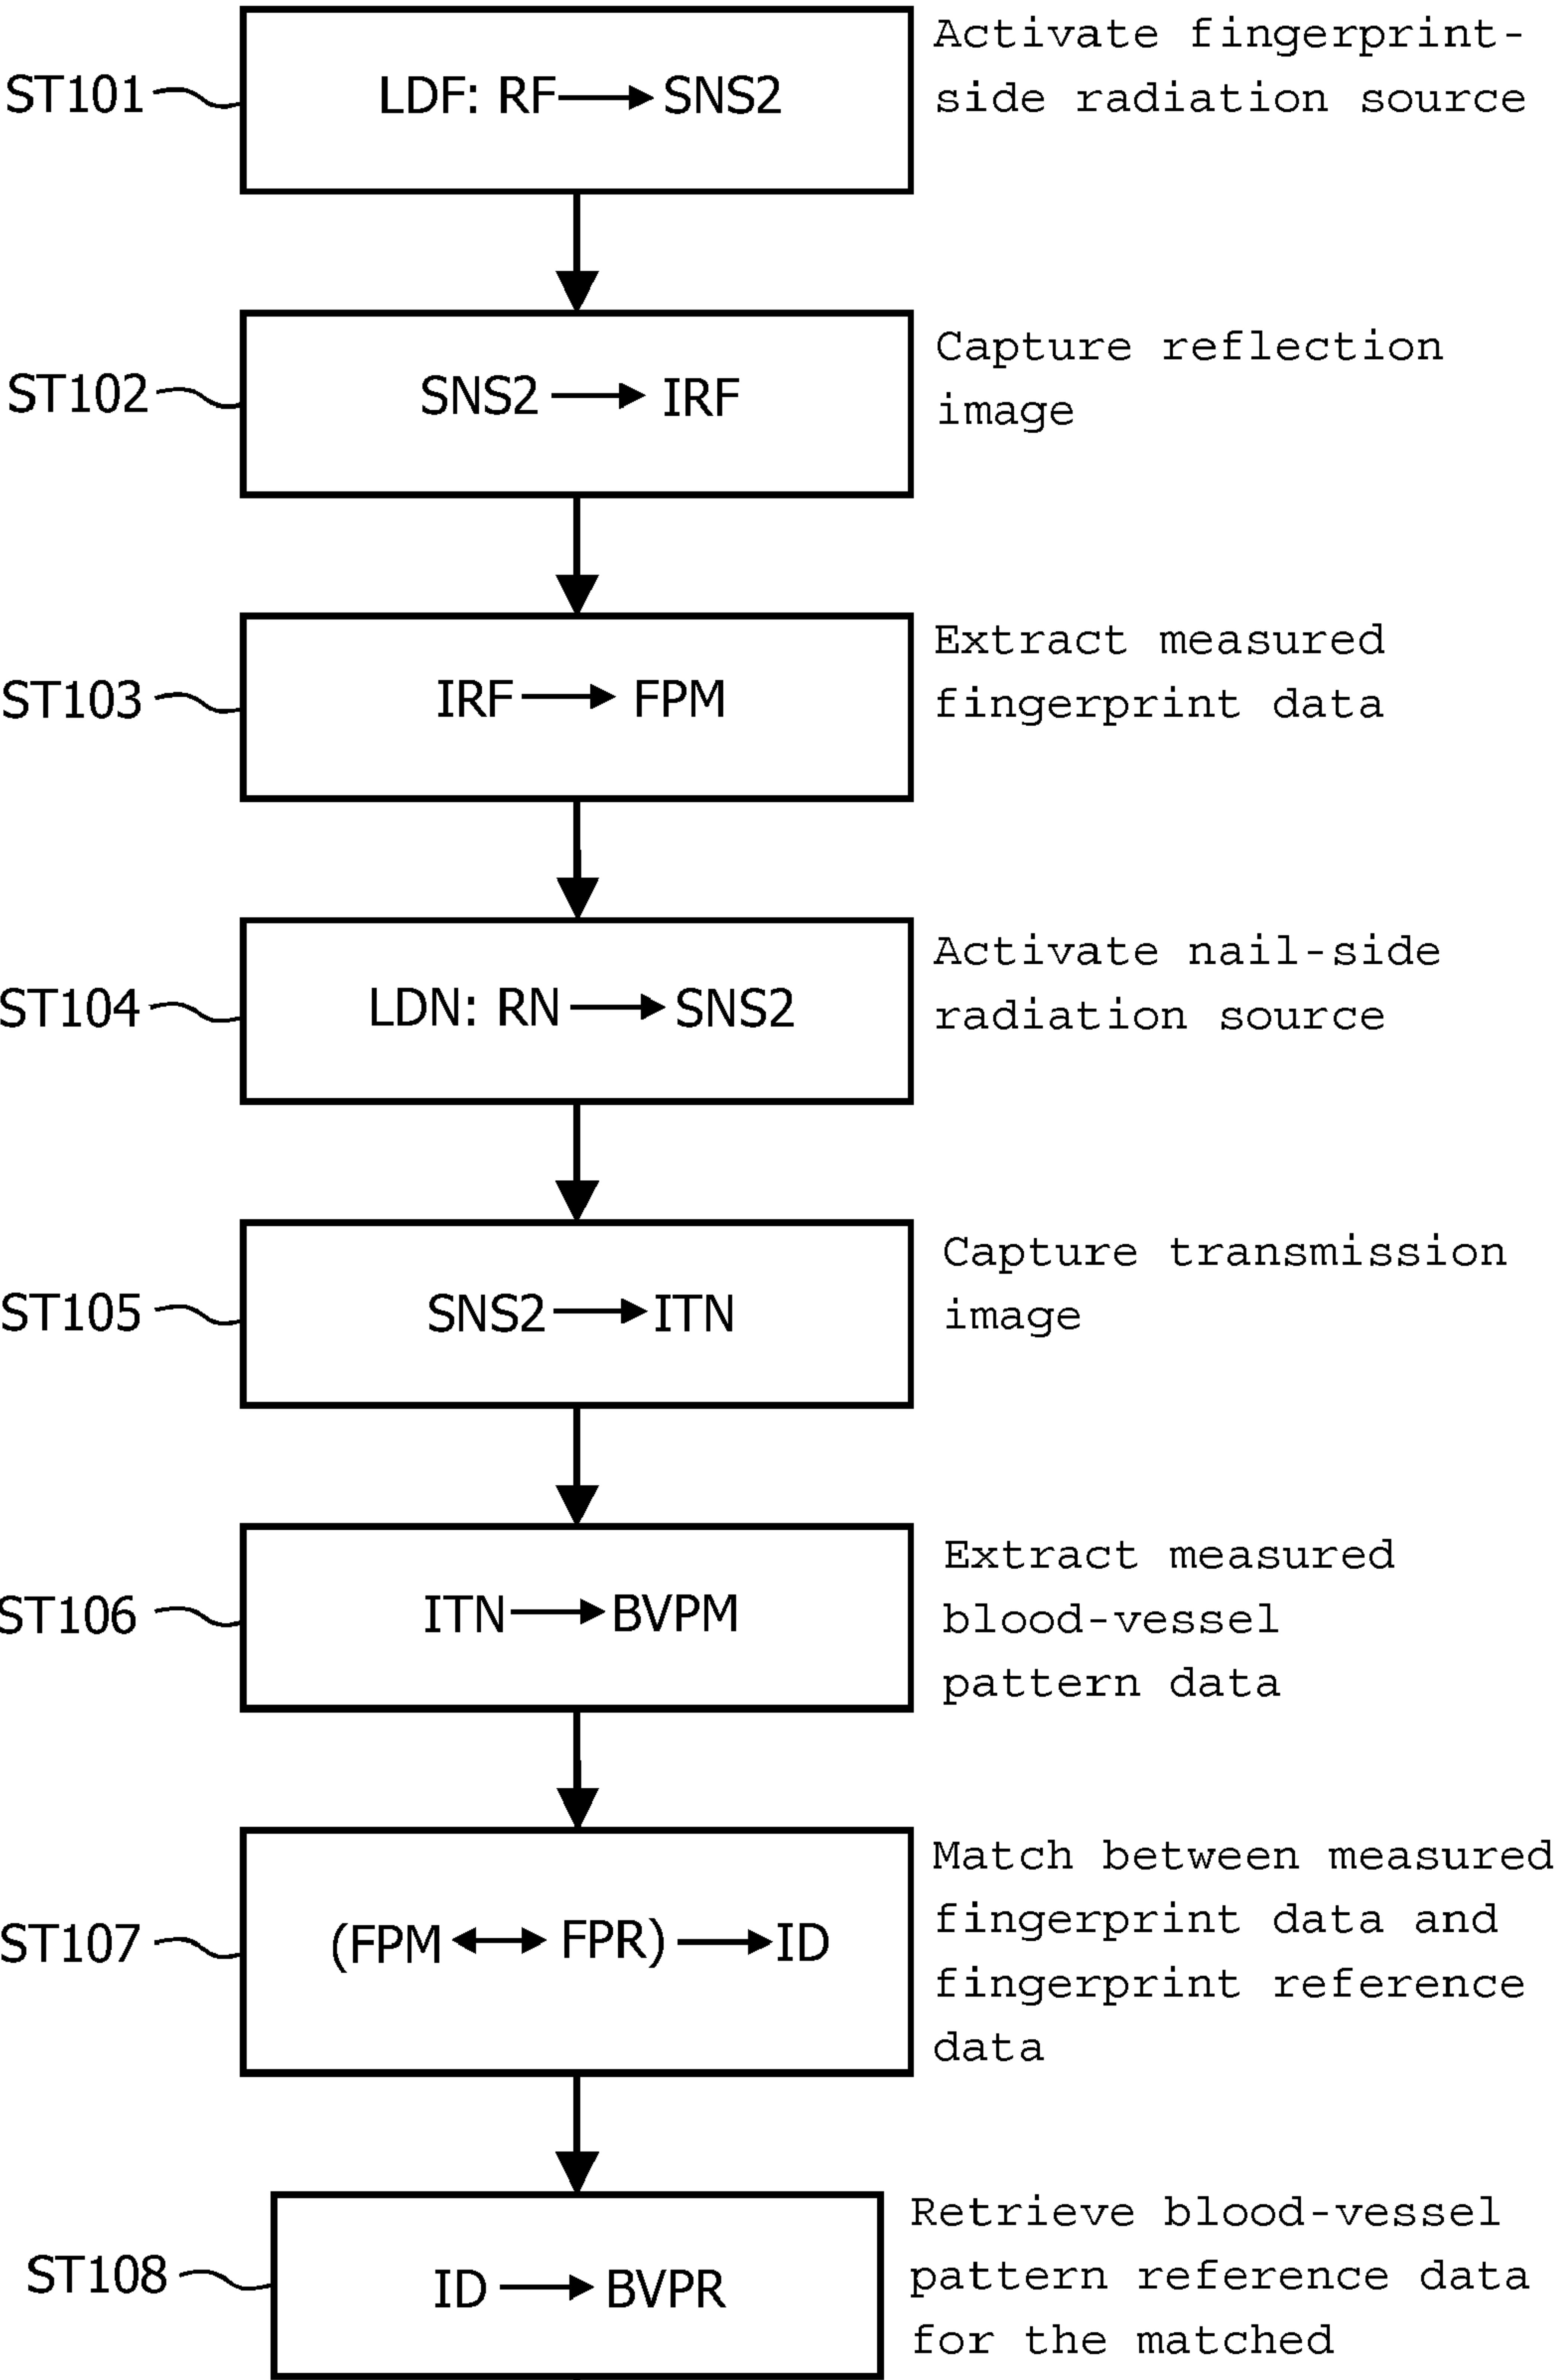 Activate fingerprint-
side radiation source
ST101
LDF: RF → SNS2
Capture reflection
image
ST102
SNS2 → IRF
Extract measured
fingerprint data
ST103
IRF → FPM
Activate nail-side
radiation source
ST104
LDN: RN → SNS2
Capture transmission
image
ST105
SNS2 → ITN
Extract measured
blood-vessel
pattern data
ST106
ITN → BVPM
Match between measured
fingerprint data and
fingerprint reference
data
ST107
(FPM ↔ FPR) → ID
Retrieve blood-vessel
pattern reference data
for the matched
ST108
ID → BVPR